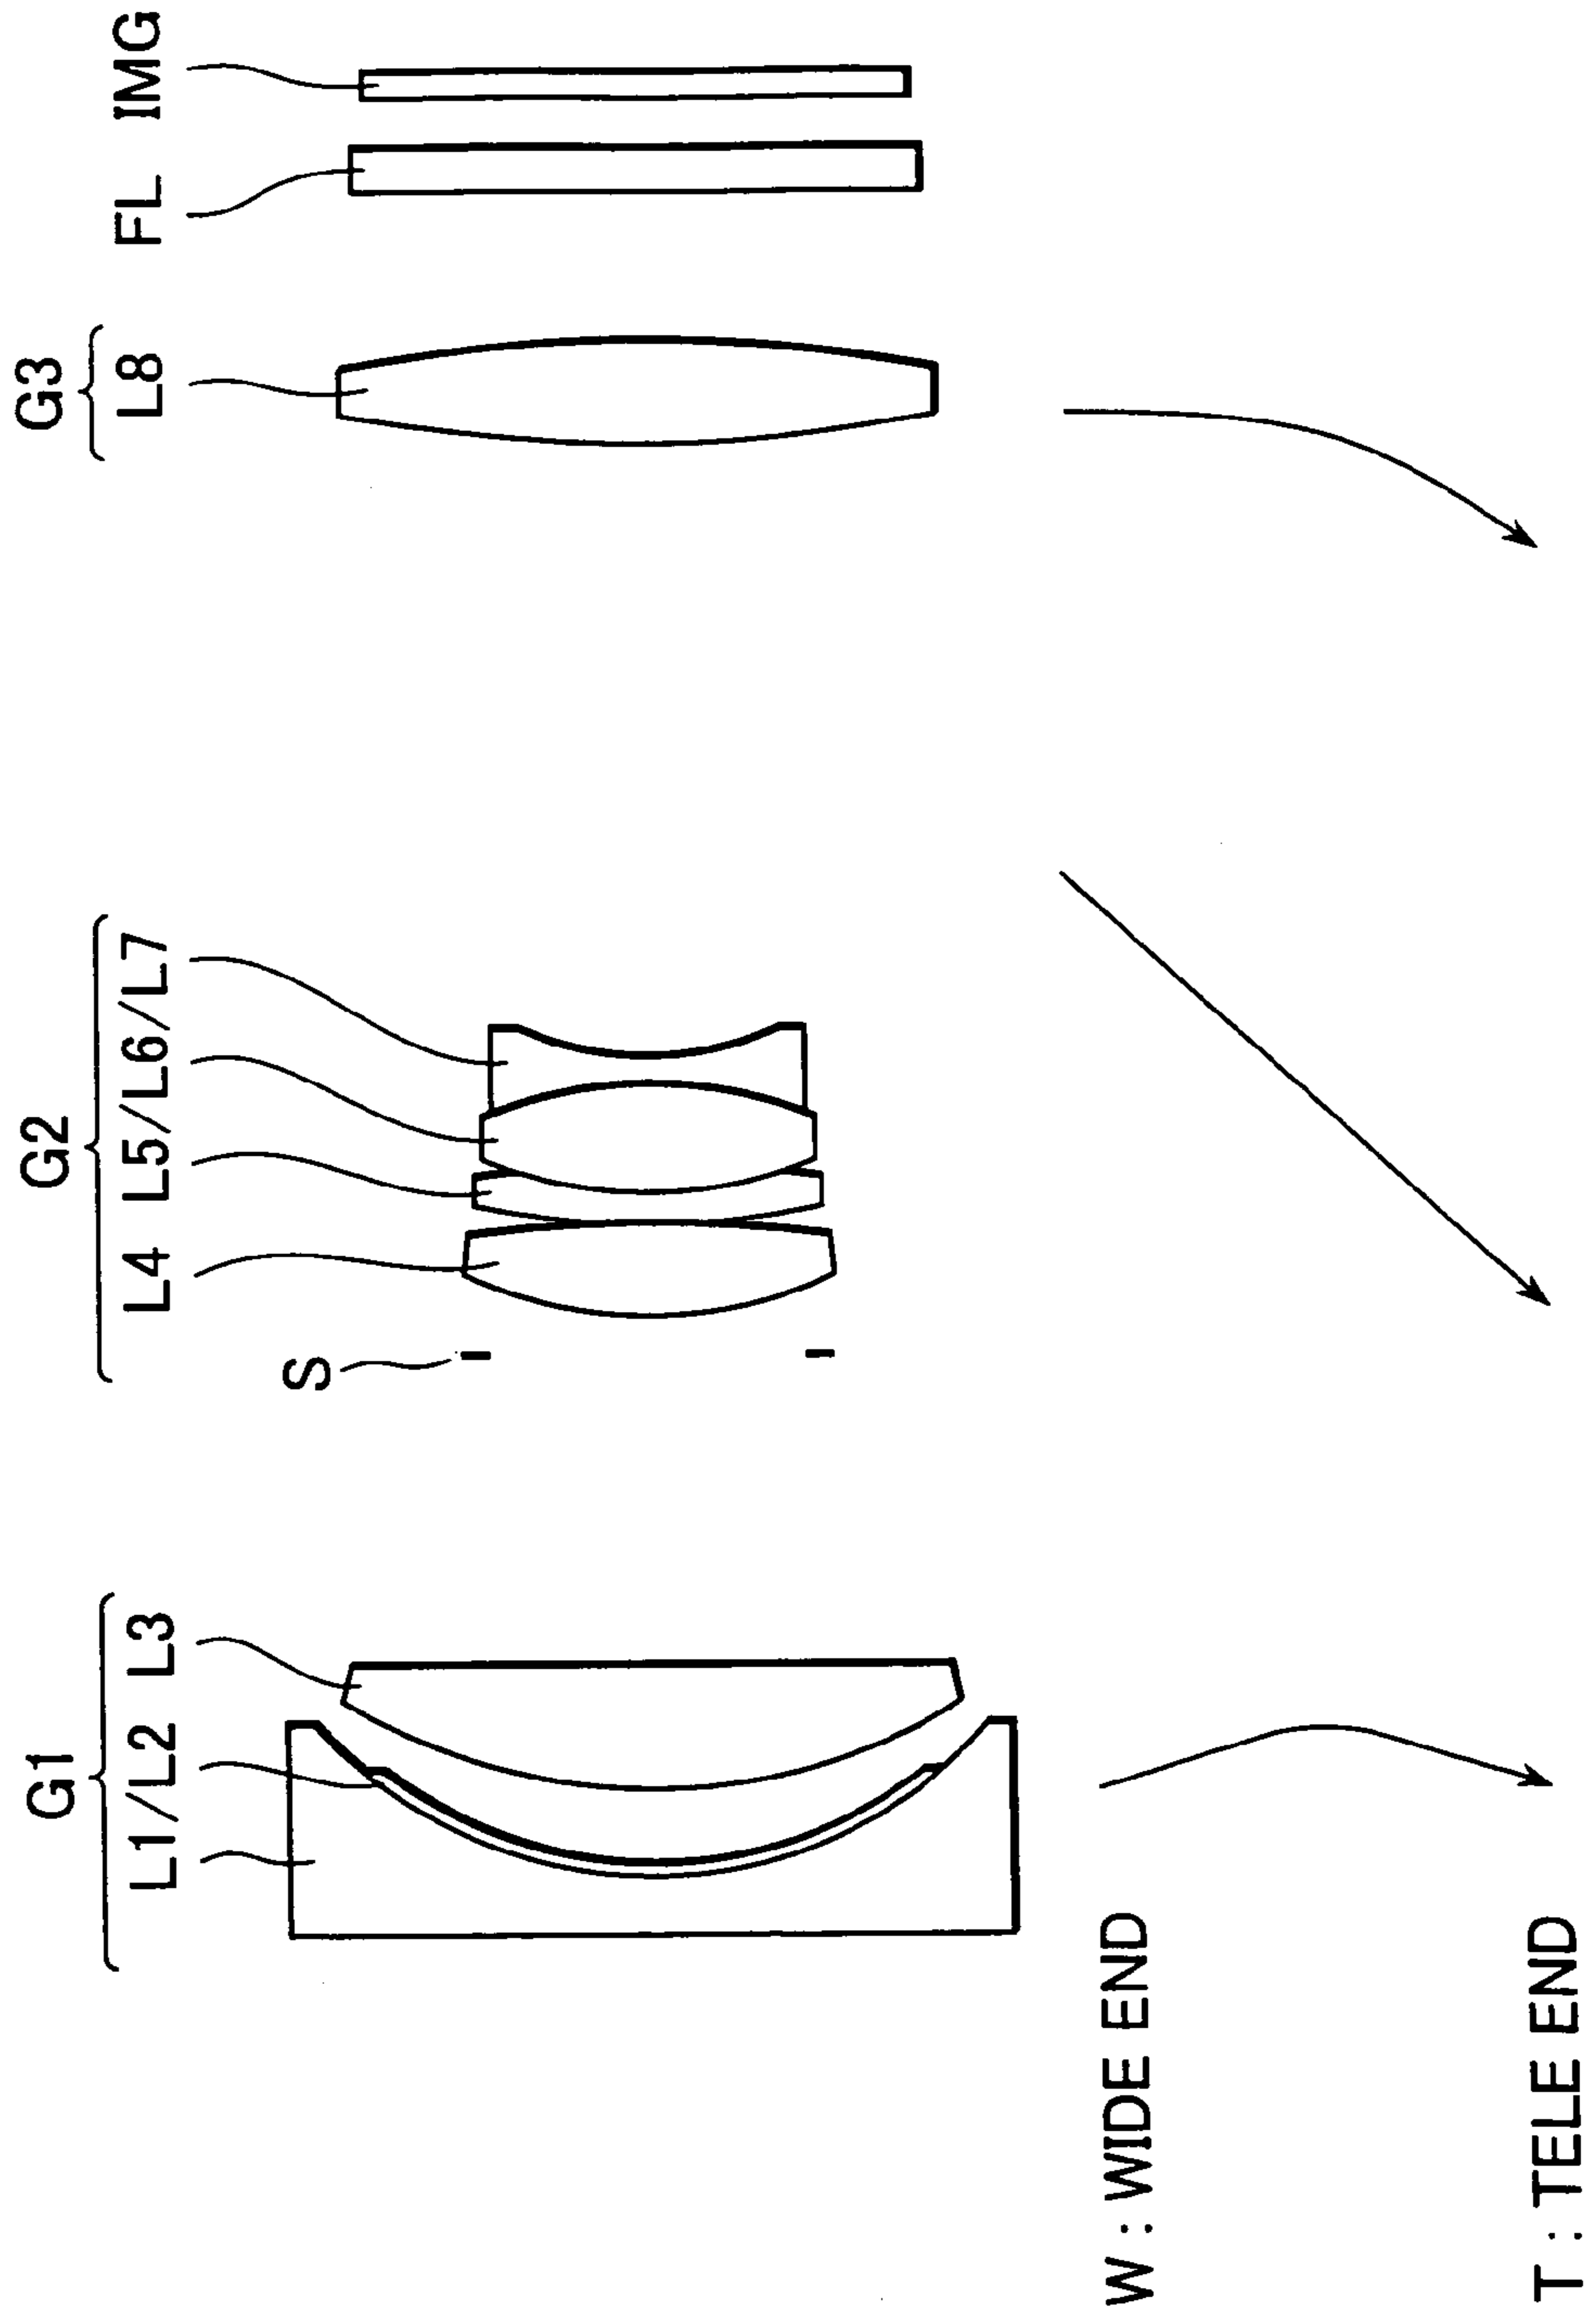 G1 G2 G3
L1/L2 L3 L4 L5/L6/L7 L8 FL IMG
S
W : WIDE END
T : TELE END